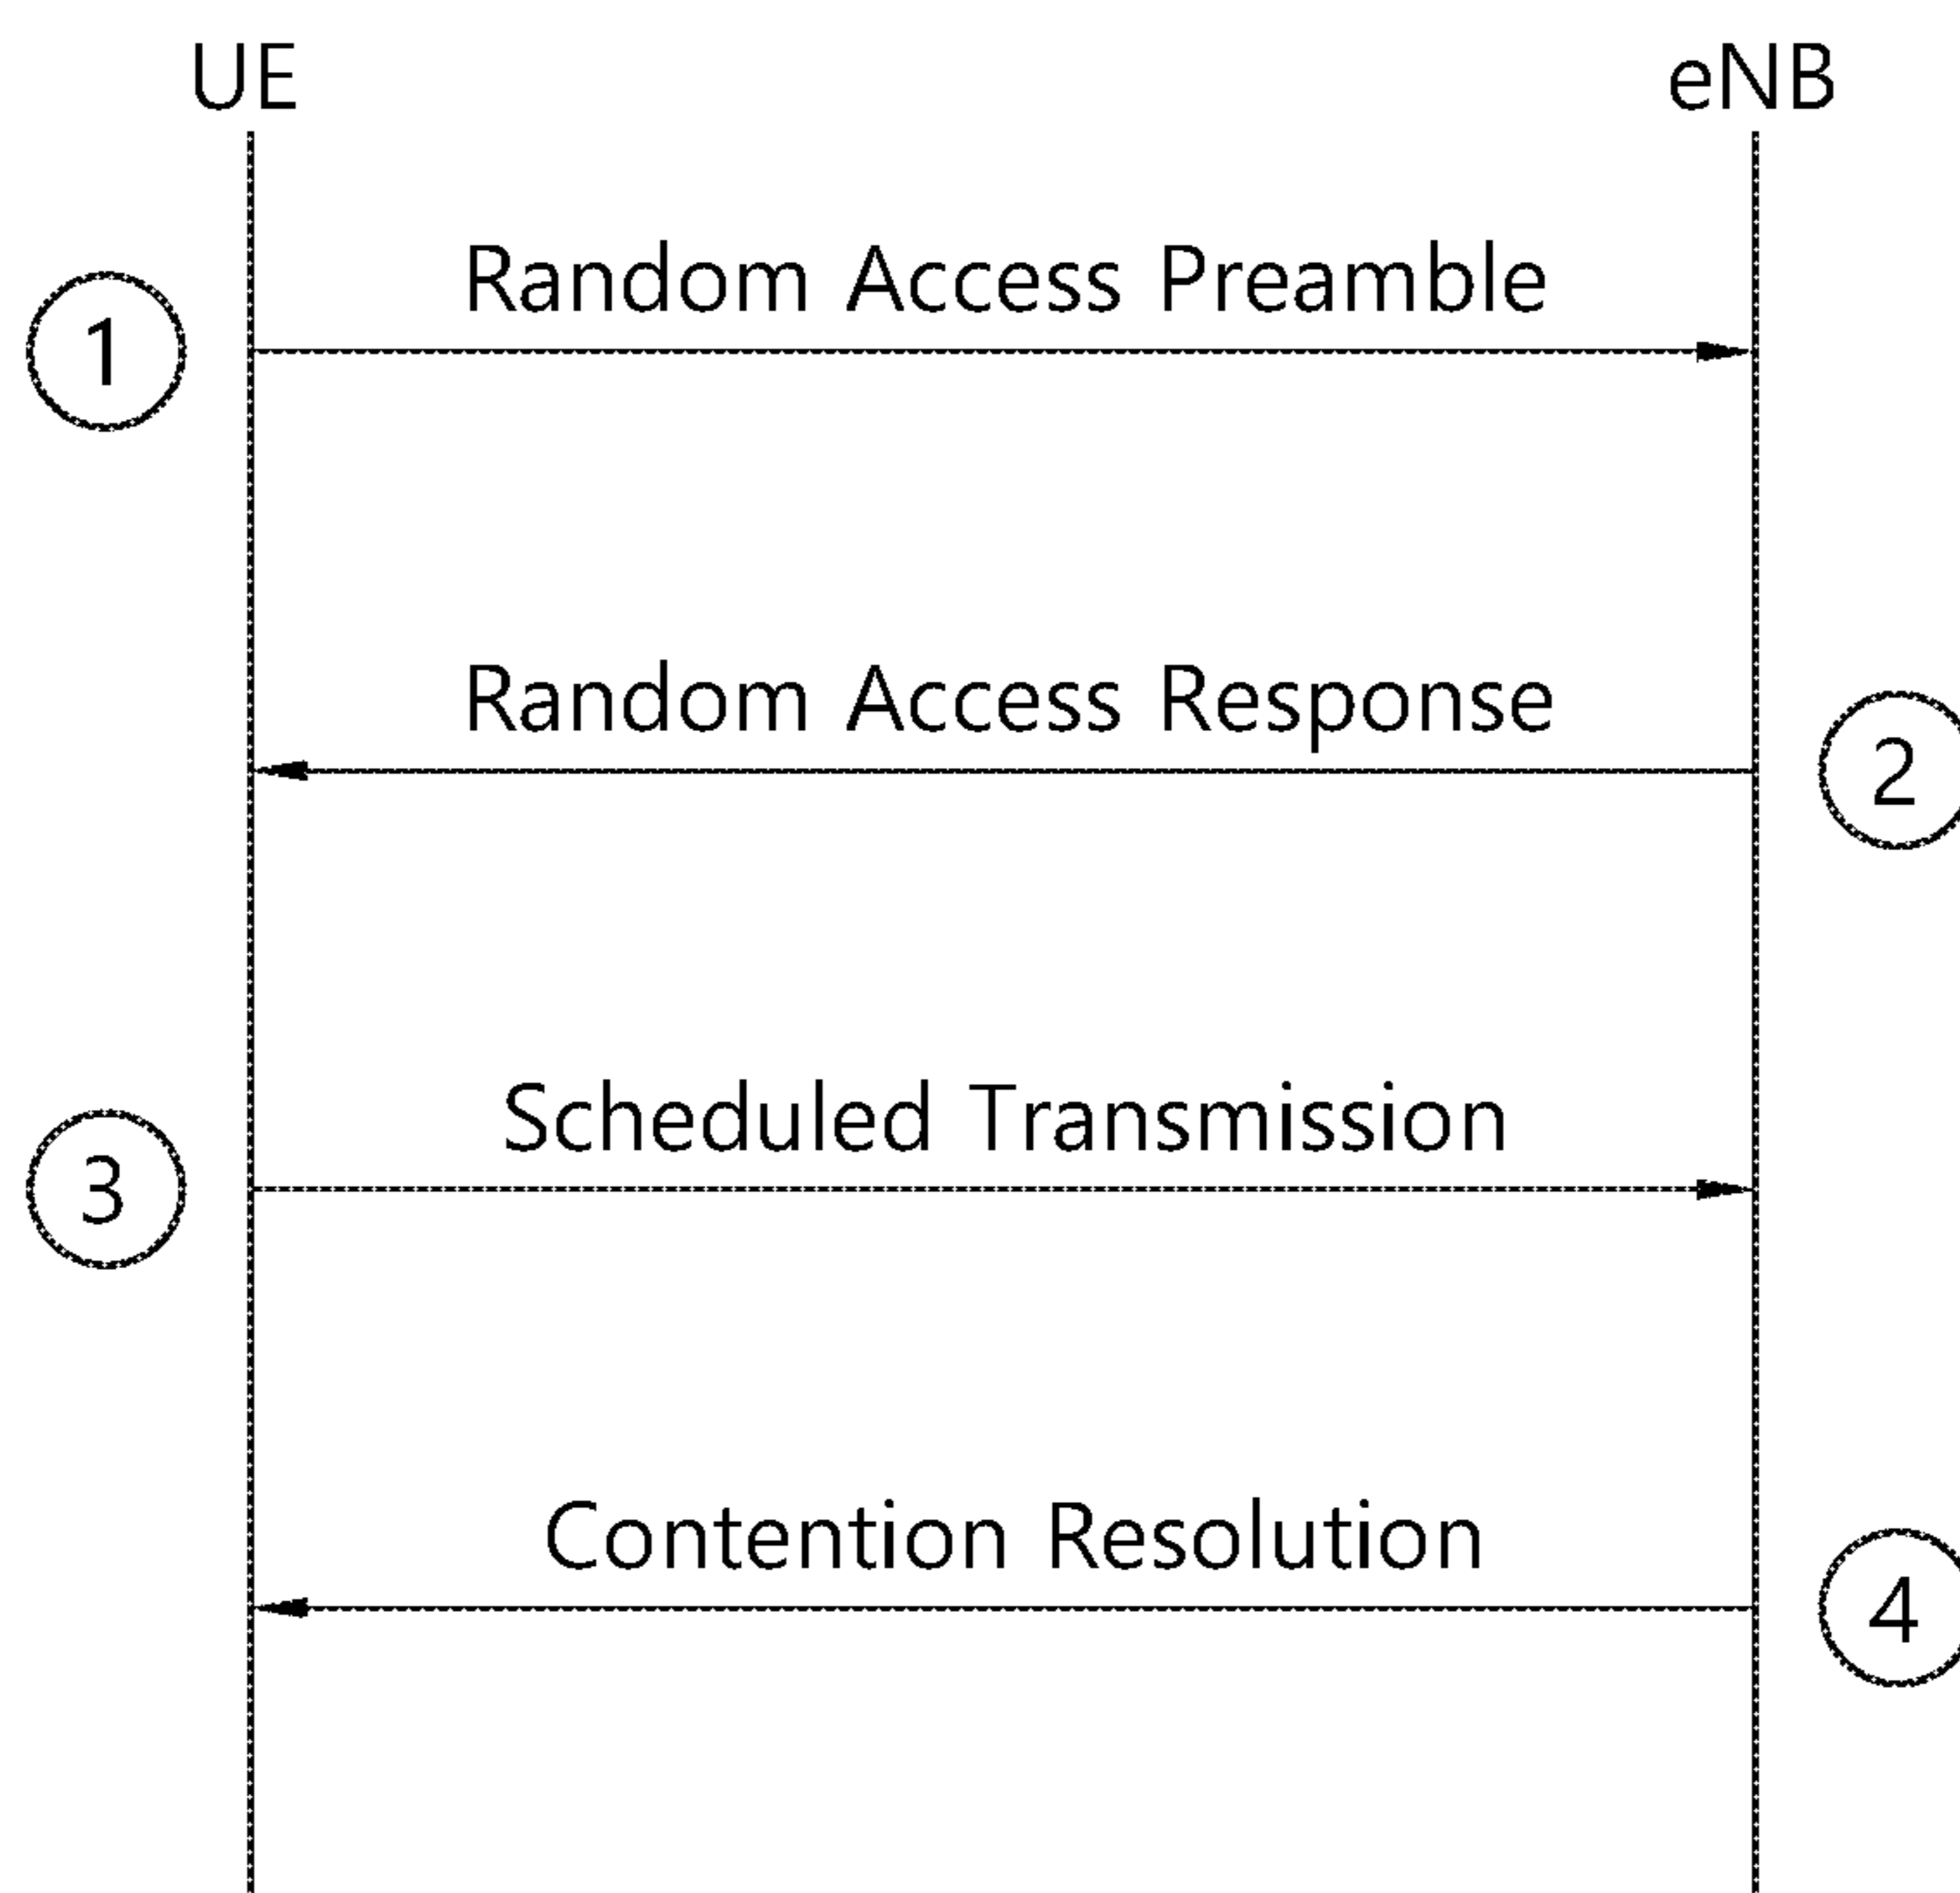 UE eNB
Random Access Preamble
1
Random Access Response
2
Scheduled Transmission
3
Contention Resolution
4